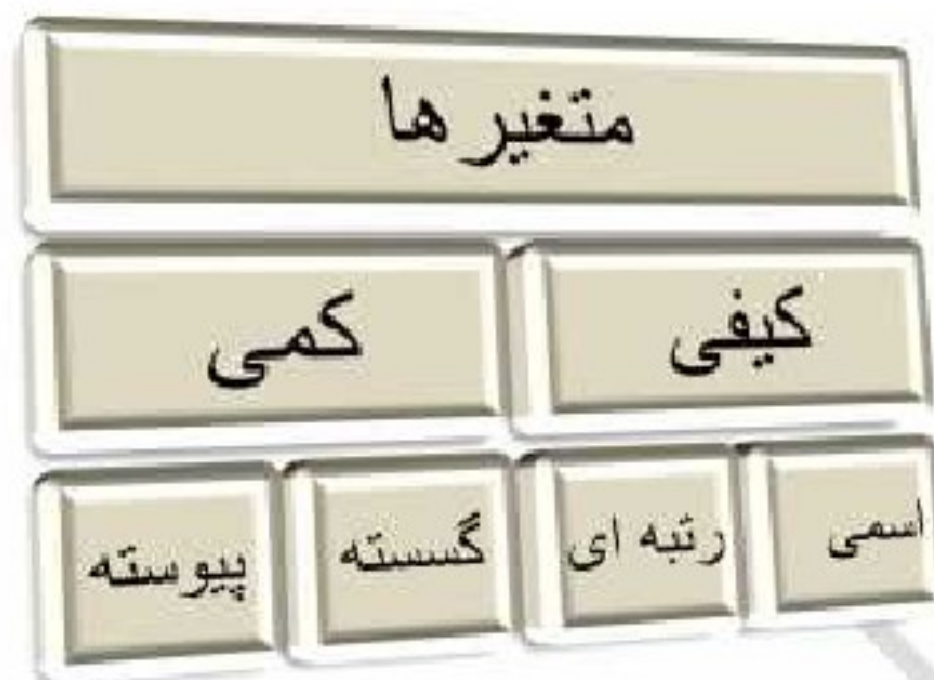 متغیر ها
کیفی کمی
اسمی رتبه ای گسسته پیوسته